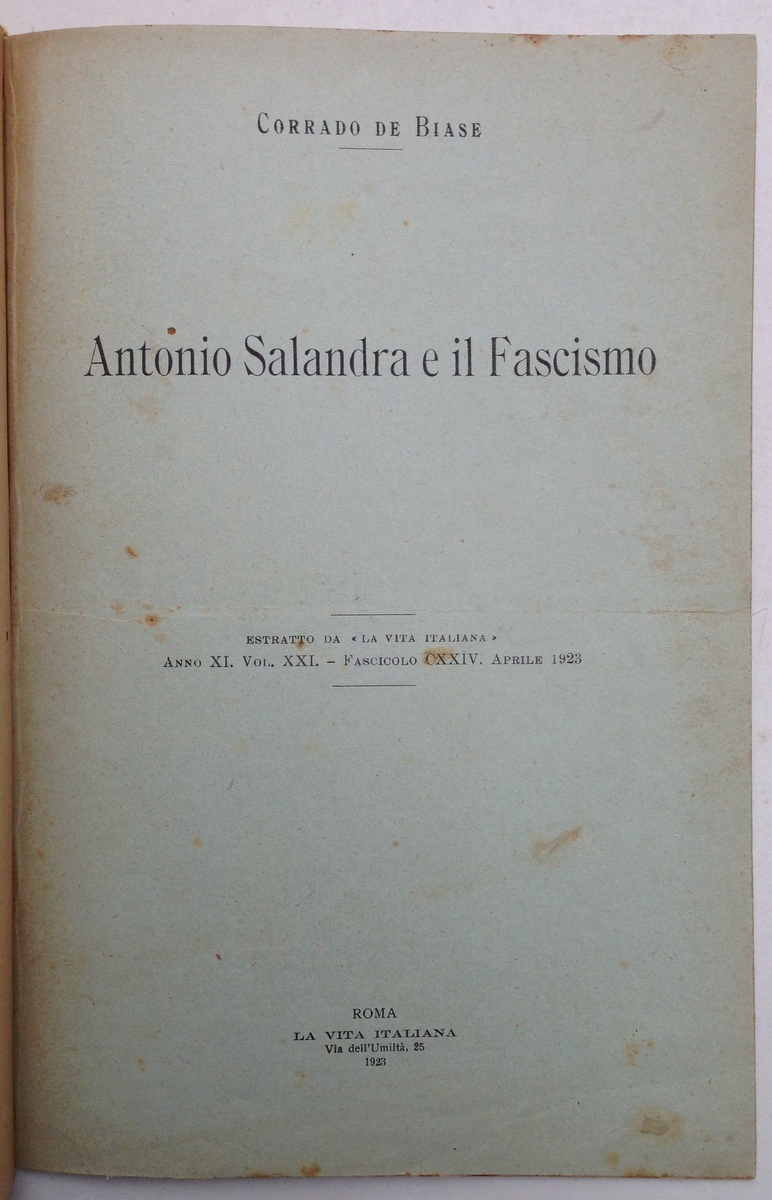 CORRADO DE BIASE
Antonio Salandra e il Fascismo
ESTRATTO DA « LA VITA ITALIANA »
ANNO XI. VOL. XXI. – FASCICOLO CXXIV. APRILE 1923
ROMA
LA VITA ITALIANA
Via dell'Umiltà, 25
1923